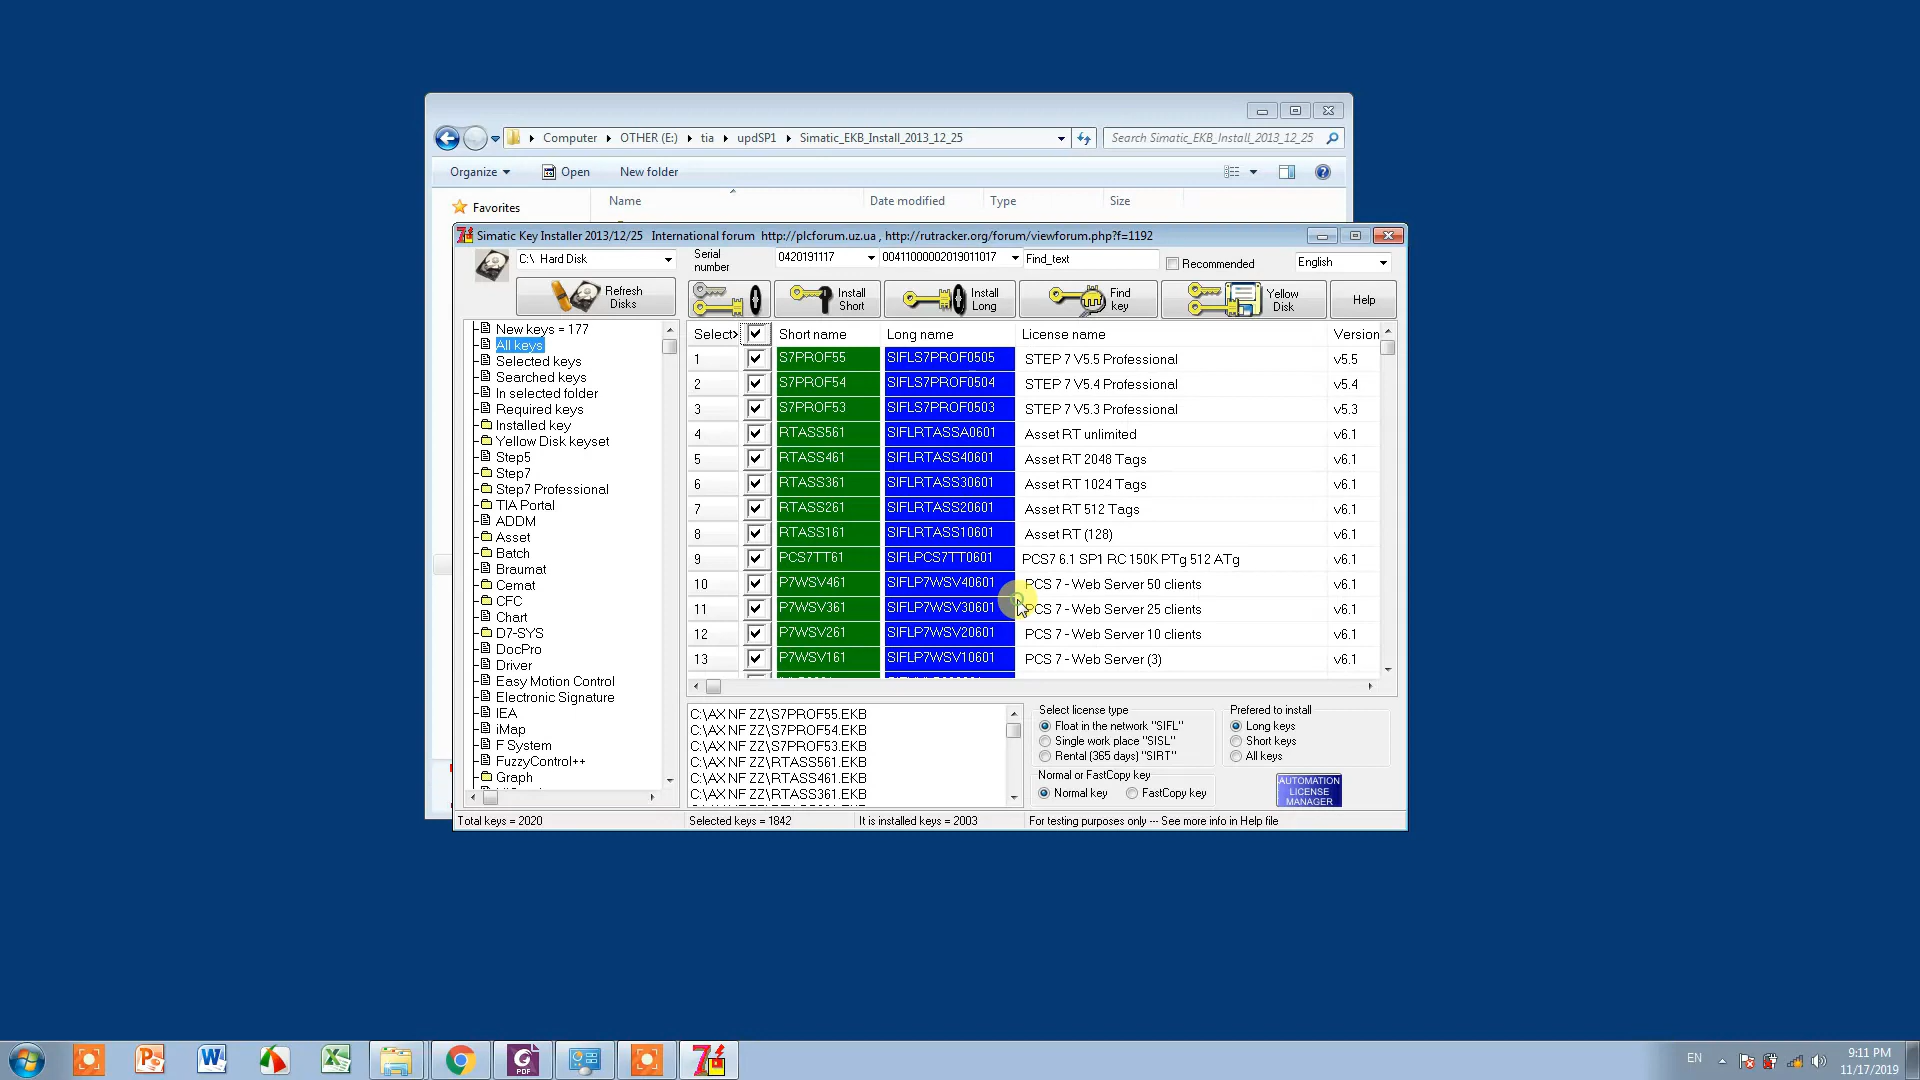 Computer
OTHER (E:)
tia
updSP1
Simatic_EKB_Install_2013_12_25
Search Simatic_EKB_Install_2013_12_25
Organize
Open
New folder
Favorites
Name
Date modified
Type
Size
Simatic Key Installer 2013/12/25 International forum http://plcforum.uz.ua , http://rutracker.org/forum/viewforum.php?f=1192
C:\ Hard Disk
Serial number
0420191117
00411000002019011017
Find_text
Recommended
English
Refresh Disks
Install Short
Install Long
Find key
Yellow Disk
Help
New keys = 177
All keys
Selected keys
Searched keys
In selected folder
Required keys
Installed key
Yellow Disk keyset
Step5
Step7
Step7 Professional
TIA Portal
ADDM
Asset
Batch
Braumat
Cemat
CFC
Chart
D7-SYS
DocPro
Driver
Easy Motion Control
Electronic Signature
IEA
iMap
F System
FuzzyControl++
Graph
Select> Short name Long name License name Version
1 S7PROF55 SIFLS7PROF0505 STEP 7 V5.5 Professional v5.5
2 S7PROF54 SIFLS7PROF0504 STEP 7 V5.4 Professional v5.4
3 S7PROF53 SIFLS7PROF0503 STEP 7 V5.3 Professional v5.3
4 RTASS561 SIFLRTASSA0601 Asset RT unlimited v6.1
5 RTASS461 SIFLRTASS40601 Asset RT 2048 Tags v6.1
6 RTASS361 SIFLRTASS30601 Asset RT 1024 Tags v6.1
7 RTASS261 SIFLRTASS20601 Asset RT 512 Tags v6.1
8 RTASS161 SIFLRTASS10601 Asset RT (128) v6.1
9 PCS7TT61 SIFLPCS7TT0601 PCS7 6.1 SP1 RC 150K PTg 512 ATg v6.1
10 P7WSV461 SIFLP7WSV40601 PCS 7 - Web Server 50 clients v6.1
11 P7WSV361 SIFLP7WSV30601 PCS 7 - Web Server 25 clients v6.1
12 P7WSV261 SIFLP7WSV20601 PCS 7 - Web Server 10 clients v6.1
13 P7WSV161 SIFLP7WSV10601 PCS 7 - Web Server (3) v6.1
C:\AX NF ZZ\S7PROF55.EKB
C:\AX NF ZZ\S7PROF54.EKB
C:\AX NF ZZ\S7PROF53.EKB
C:\AX NF ZZ\RTASS561.EKB
C:\AX NF ZZ\RTASS461.EKB
C:\AX NF ZZ\RTASS361.EKB
Select license type
Float in the network "SIFL"
Single work place "SISL"
Rental (365 days) "SIRT"
Normal or FastCopy key
Normal key
FastCopy key
Prefered to install
Long keys
Short keys
All keys
AUTOMATION
LICENSE
MANAGER
Total keys = 2020
Selected keys = 1842
It is installed keys = 2003
For testing purposes only --- See more info in Help file
PDF
EN
9:11 PM
11/17/2019